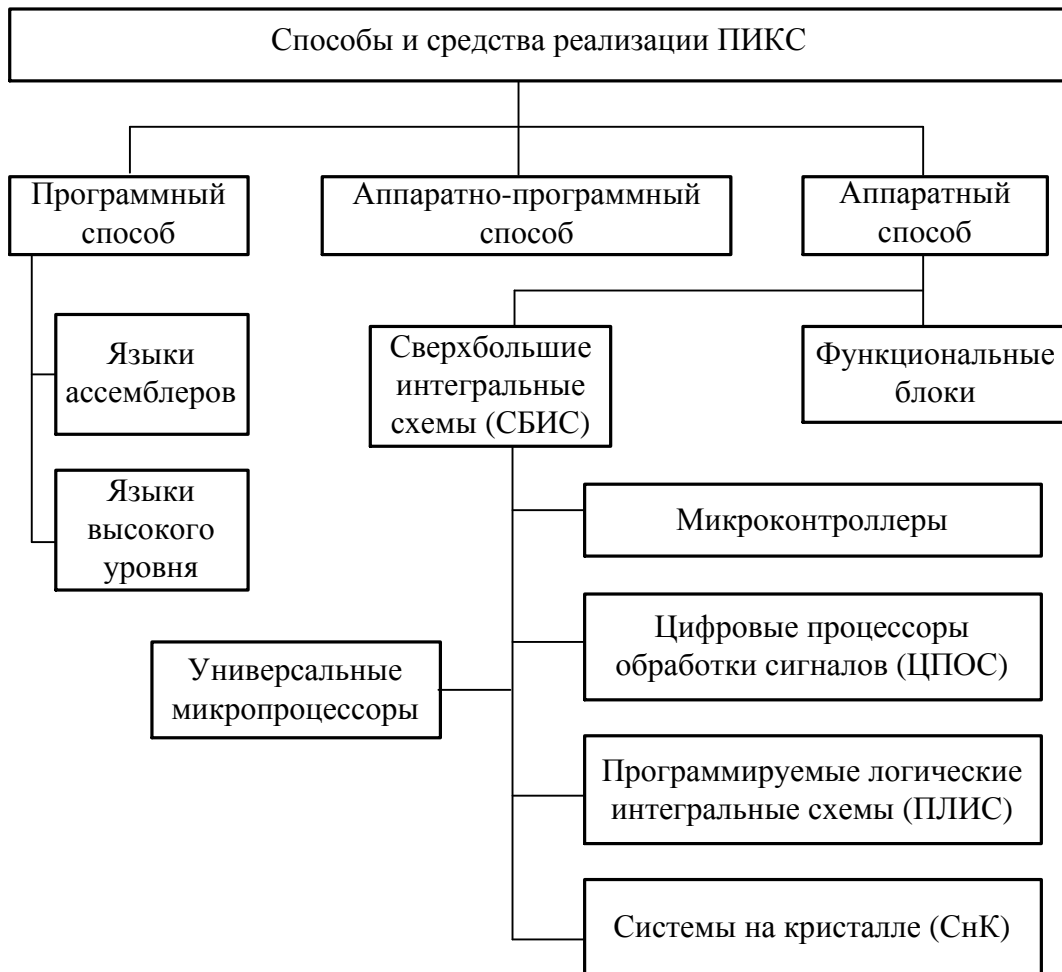 Способы и средства реализации ПИКС
Программный
способ
Аппаратно-программный
способ
Аппаратный
способ
Языки
ассемблеров
Языки
высокого
уровня
Сверхбольшие
интегральные
схемы (СБИС)
Функциональные
блоки
Микроконтроллеры
Цифровые процессоры
обработки сигналов (ЦПОС)
Универсальные
микропроцессоры
Программируемые логические
интегральные схемы (ПЛИС)
Системы на кристалле (СнК)